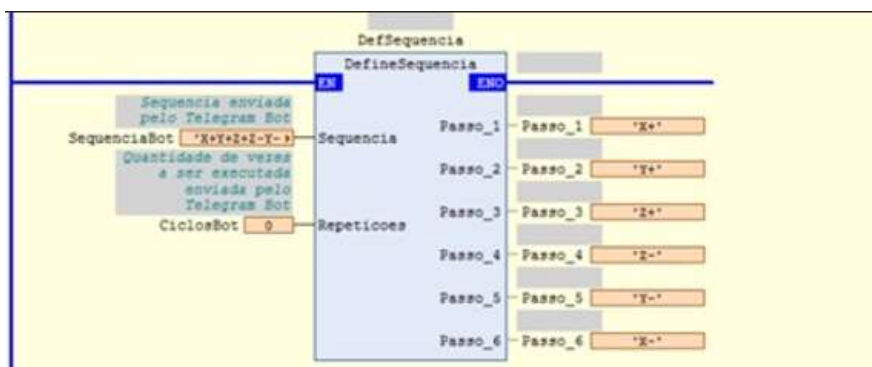 DefSequencia
DefineSequencia
EN ENO
Sequencia enviada
pelo Telegram Bot
SequenciaBot 'X+Y+Z+Z-Y- Sequencia
Quantidade de vezes
a ser executada
enviada pelo
Telegram Bot
CiclosBot 0 Repeticoes
Passo_1 Passo_1 'X+'
Passo_2 Passo_2 'Y+'
Passo_3 Passo_3 'Z+'
Passo_4 Passo_4 'Z-'
Passo_5 Passo_5 'Y-'
Passo_6 Passo_6 'X-'